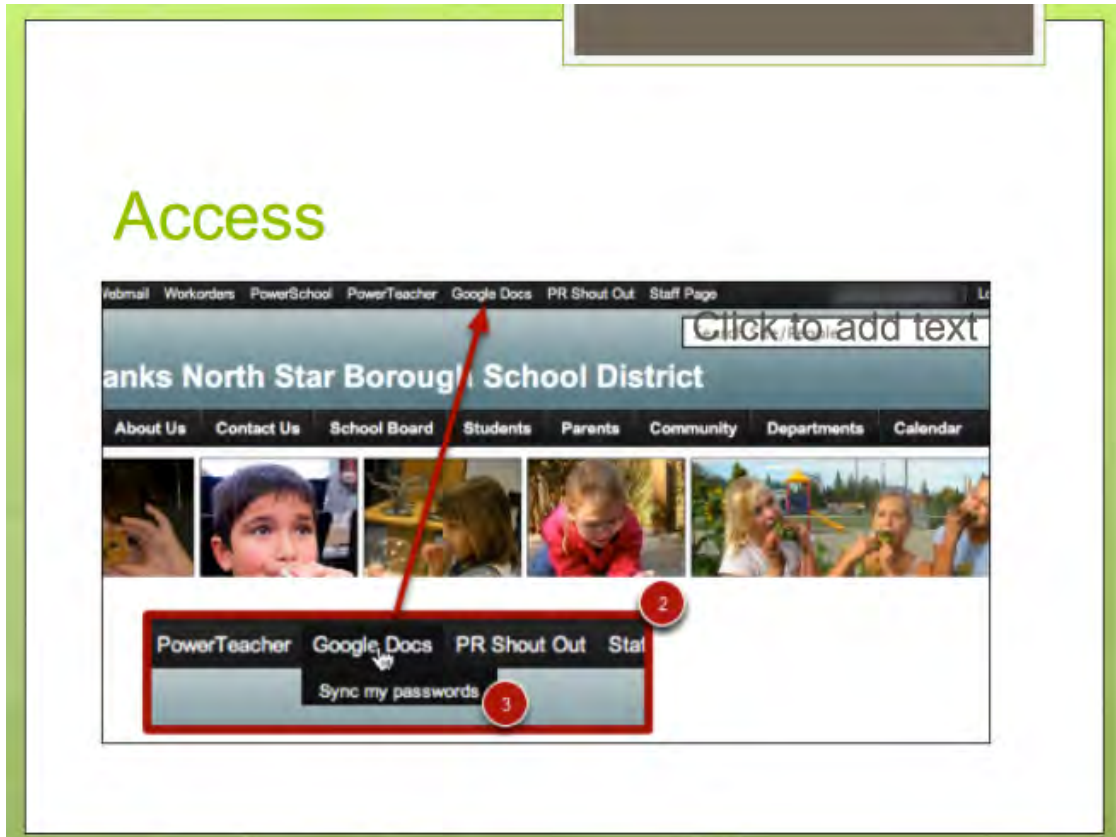 Access
Webmail Workorders PowerSchool PowerTeacher Google Docs PR Shout Out Staff Page
Click to add text
anks North Star Borough School District
About Us Contact Us School Board Students Parents Community Departments Calendar
2
PowerTeacher Google Docs PR Shout Out Staf
Sync my passwords
3